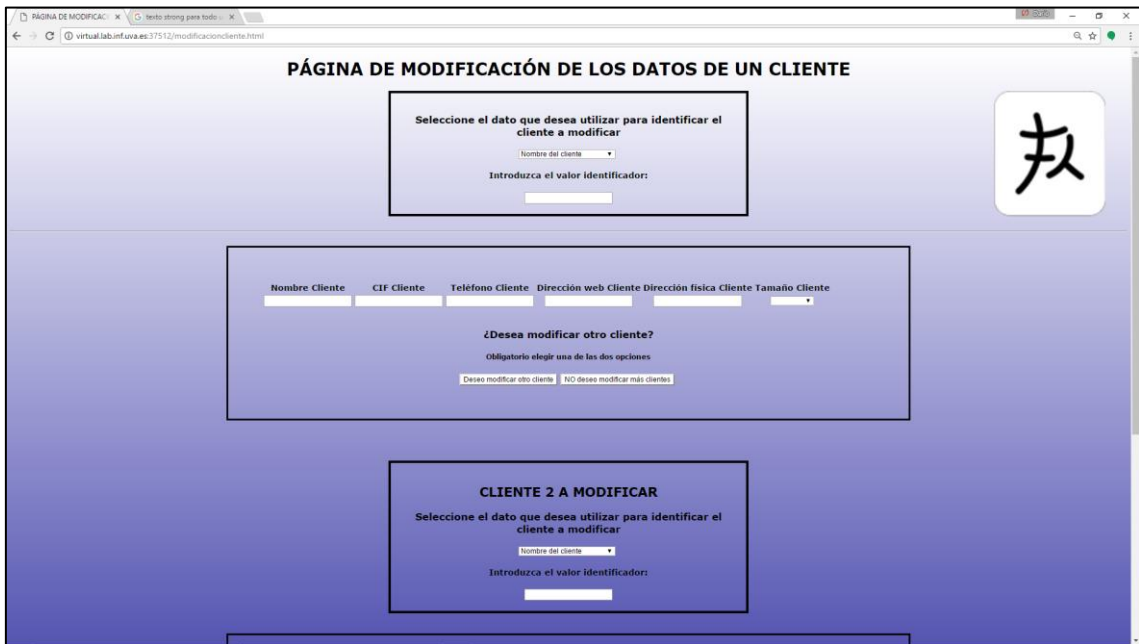 PÁGINA DE MODIFICAC
texto strong para todo
virtual.lab.inf.uva.es:37512/modificacioncliente.html
PÁGINA DE MODIFICACIÓN DE LOS DATOS DE UN CLIENTE
Seleccione el dato que desea utilizar para identificar el
cliente a modificar
Nombre del cliente
Introduzca el valor identificador:
Nombre Cliente CIF Cliente Teléfono Cliente Dirección web Cliente Dirección física Cliente Tamaño Cliente
¿Desea modificar otro cliente?
Obligatorio elegir una de las dos opciones
Deseo modificar otro cliente NO deseo modificar más clientes
CLIENTE 2 A MODIFICAR
Seleccione el dato que desea utilizar para identificar el
cliente a modificar
Nombre del cliente
Introduzca el valor identificador: